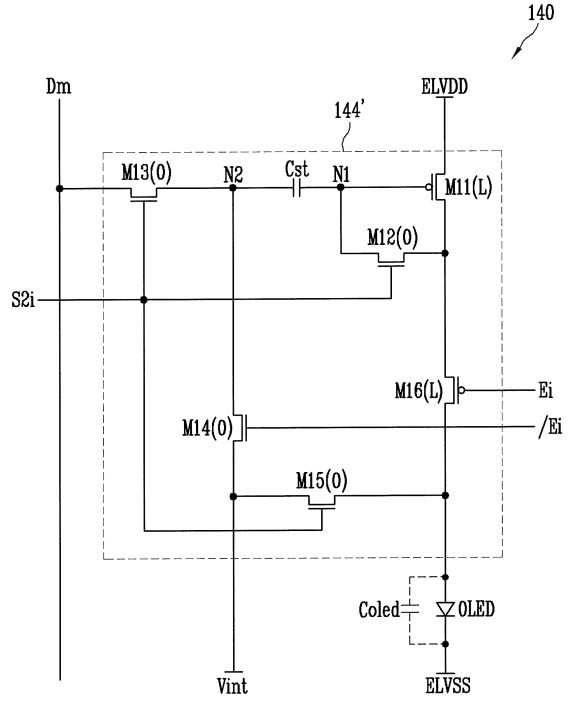 140
Dm
ELVDD
144'
M13(O)
N2
Cst
N1
M11(L)
M12(O)
S2i
M16(L)
Ei
M14(O)
/Ei
M15(O)
Coled
OLED
Vint
ELVSS